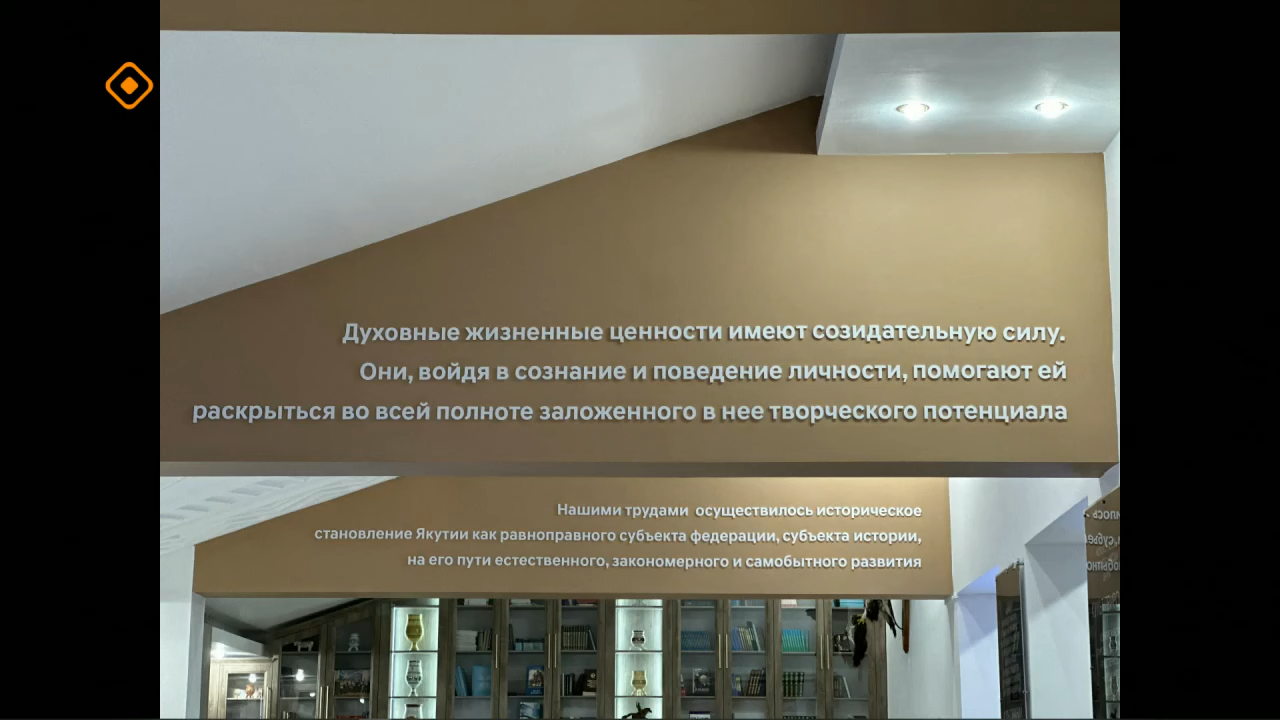 Духовные жизненные ценности имеют созидательную силу.
Они, войдя в сознание и поведение личности, помогают ей
раскрыться во всей полноте заложенного в нее творческого потенциала
Нашими трудами осуществилось историческое
становление Якутии как равноправного субъекта федерации, субъекта истории,
на его пути естественного, закономерного и самобытного развития